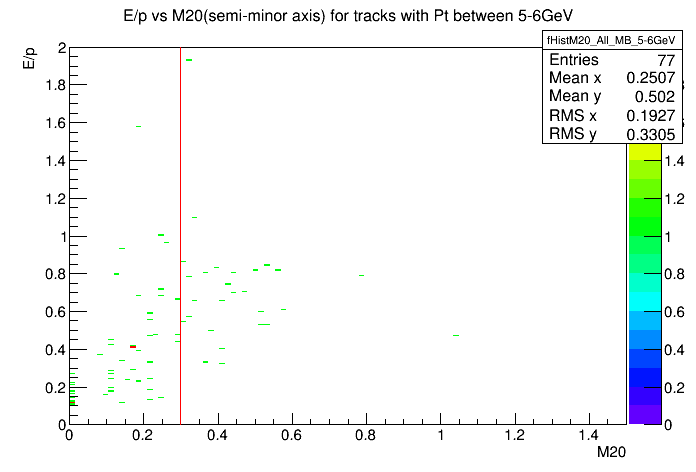 E/p vs M20(semi-minor axis) for tracks with Pt between 5-6GeV
fHistM20_All_MB_5-6GeV
Entries 77
Mean x 0.2507
Mean y 0.502
RMS x 0.1927
RMS y 0.3305
E/p
2
1.8
1.6
1.4
1.2
1
0.8
0.6
0.4
0.2
0
0 0.2 0.4 0.6 0.8 1 1.2 1.4
M20
1.4
1.2
1
0.8
0.6
0.4
0.2
0